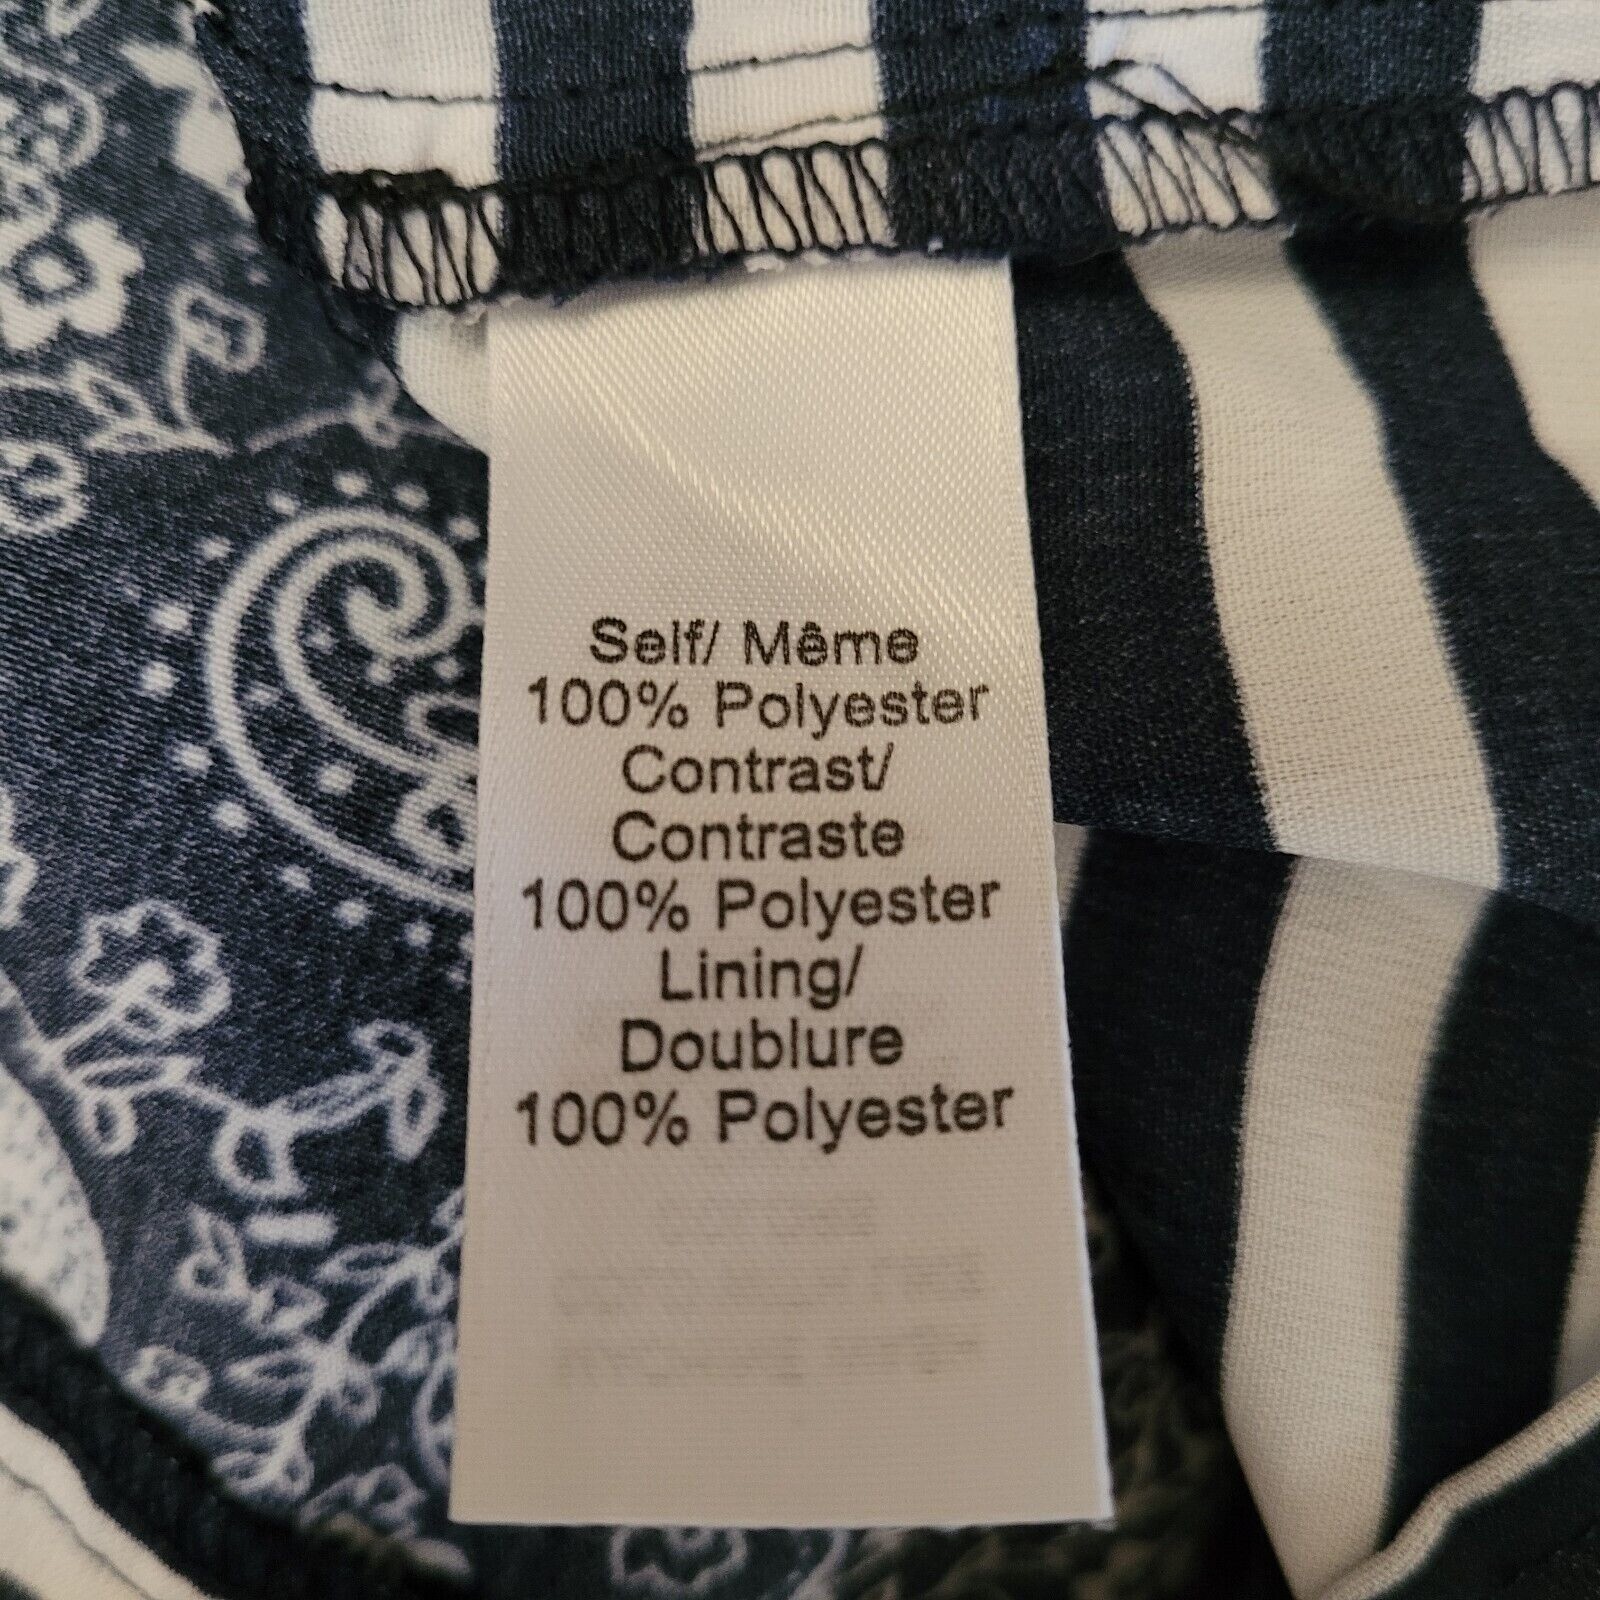 Self/ Même
100% Polyester
Contrast/
Contraste
100% Polyester
Lining/
Doublure
100% Polyester